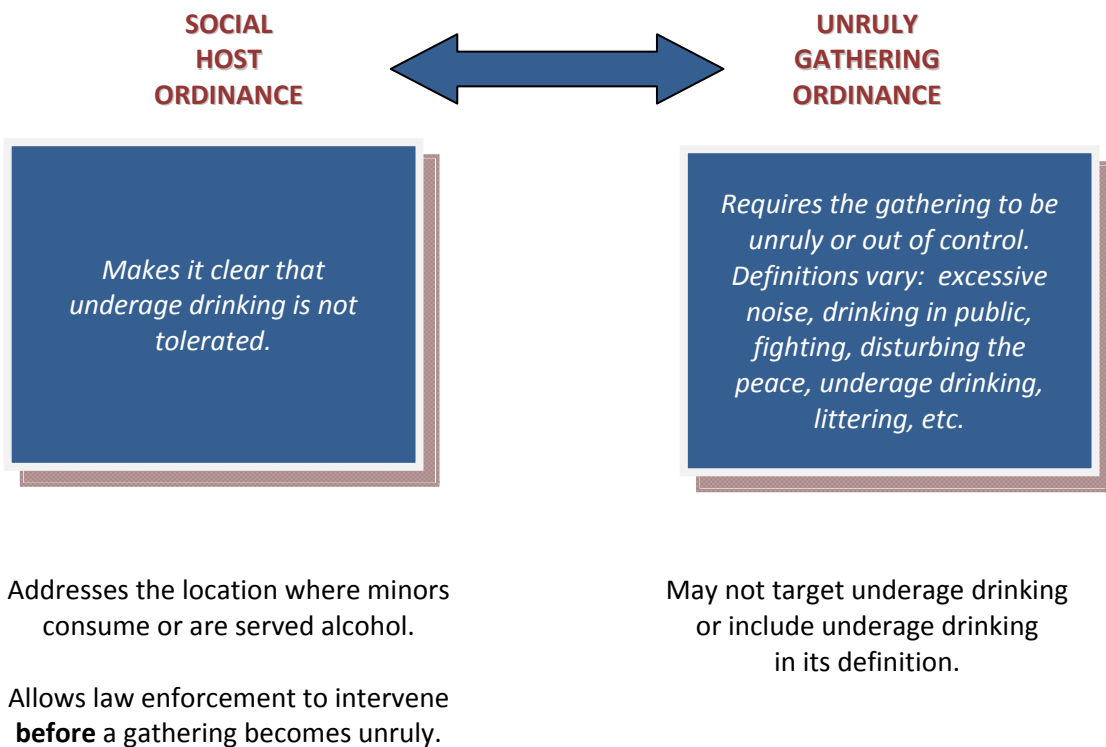 SOCIAL
HOST
ORDINANCE
UNRULY
GATHERING
ORDINANCE
Makes it clear that
underage drinking is not
tolerated.
Requires the gathering to be
unruly or out of control.
Definitions vary:  excessive
noise, drinking in public,
fighting, disturbing the
peace, underage drinking,
littering, etc.
Addresses the location where minors
consume or are served alcohol.
Allows law enforcement to intervene
before a gathering becomes unruly.
May not target underage drinking
or include underage drinking
in its definition.